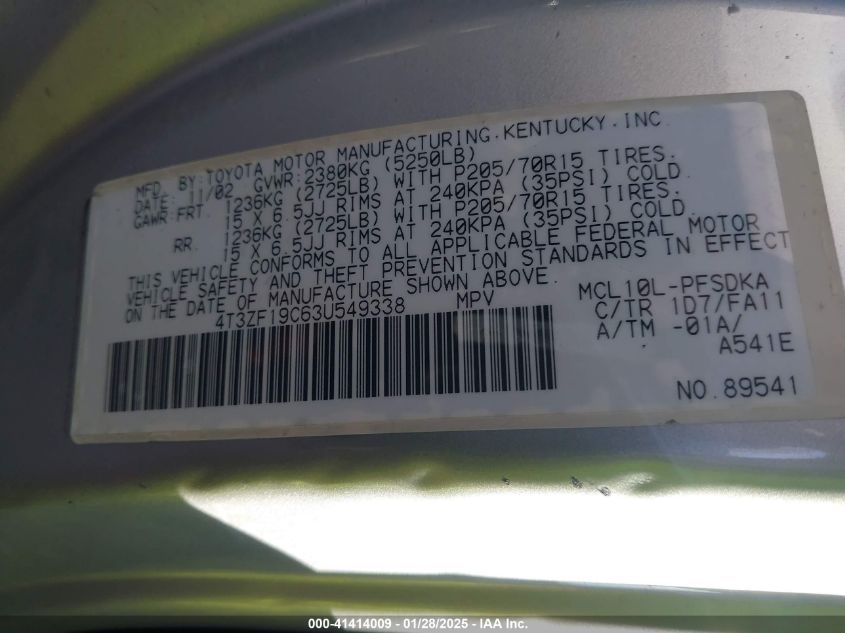 MFD. BY: TOYOTA MOTOR MANUFACTURING, KENTUCKY, INC.
DATE: 11/02 GVWR: 2380KG (5250LB)
GAWR: FRT. 1236KG (2725LB) WITH P205/70R15 TIRES.
15 X 6.5JJ RIMS AT 240KPA (35PSI) COLD.
RR. 1236KG (2725LB) WITH P205/70R15 TIRES.
15 X 6.5JJ RIMS AT 240KPA (35PSI) COLD.
THIS VEHICLE CONFORMS TO ALL APPLICABLE FEDERAL MOTOR
VEHICLE SAFETY AND THEFT PREVENTION STANDARDS IN EFFECT
ON THE DATE OF MANUFACTURE SHOWN ABOVE.
4T3ZF19C63U549338 MPV
MCL10L-PFSDKA
C/TR 1D7/FA11
A/TM -01A/
A541E
NO. 89541
000-41414009 | 01/28/2025 | IAA Inc.